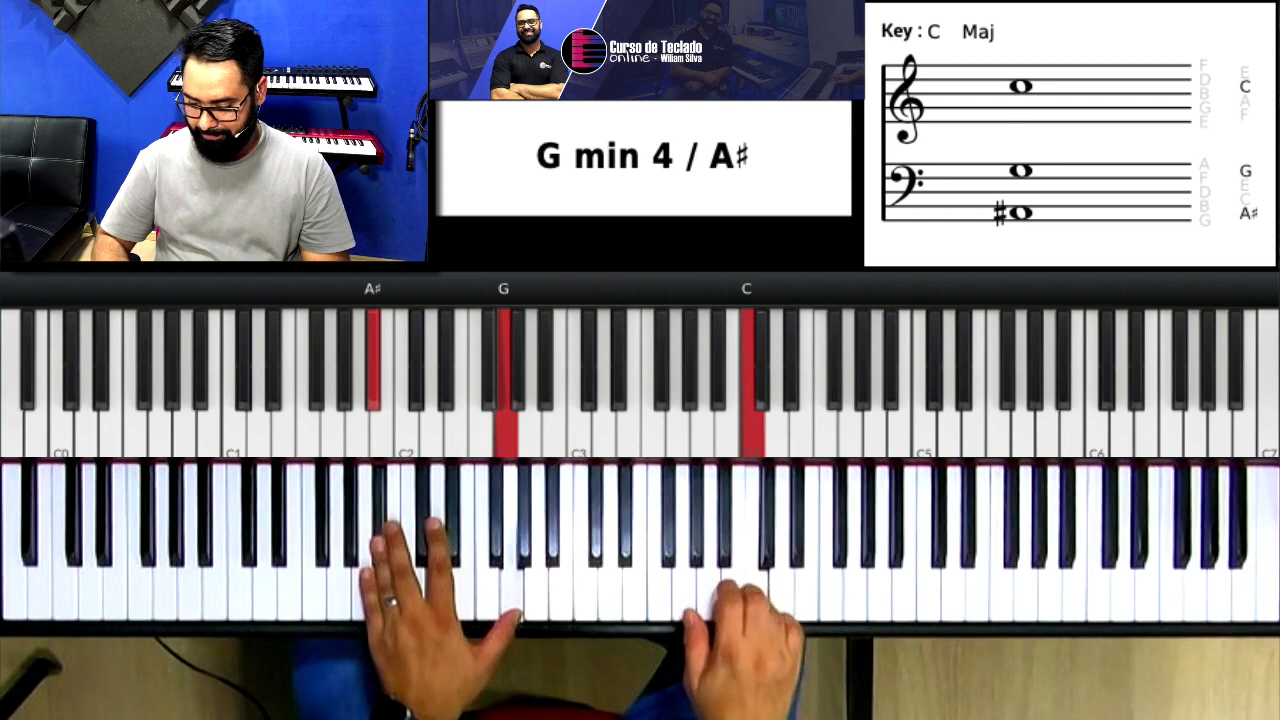 Curso de Teclado
online - Wiliam Silva
G min 4 / A♯
Key : C Maj
F
D
B
G
E
E
C
A
F
A
F
D
B
G
G
E
C
A♯
A♯ G C
C0 C1 C2 C3 C5 C6 C7